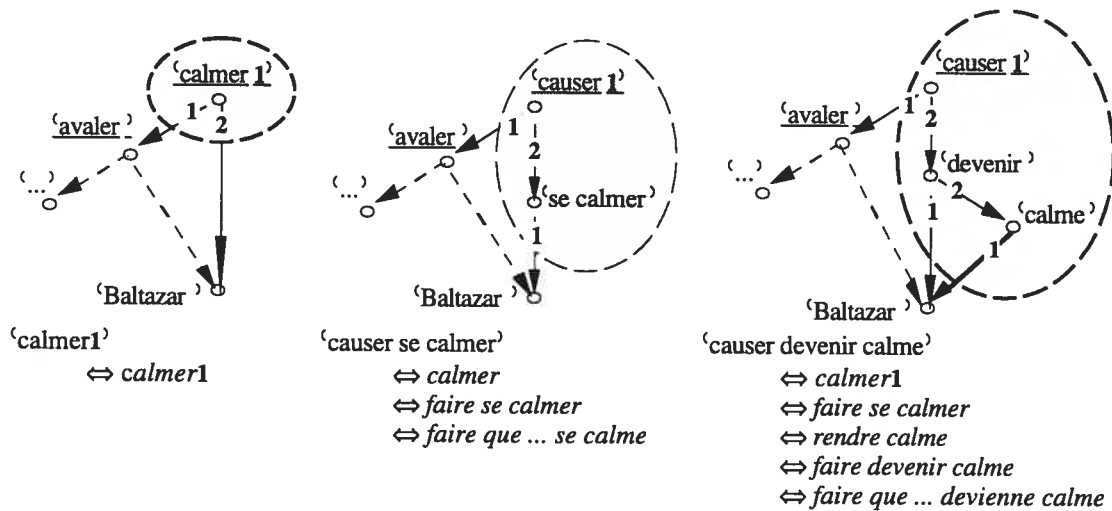 ‘calmer 1’
1
2
‘avaler’
‘...’
‘Baltazar’
‘calmer1’
⇔ calmer1
‘causer 1’
‘avaler’
1
2
‘...’
‘se calmer’
1
‘Baltazar’
‘causer se calmer’
⇔ calmer
⇔ faire se calmer
⇔ faire que ... se calme
‘causer 1’
1
‘avaler’
2
‘...’
‘devenir’
2
1
‘calme’
1
‘Baltazar’
‘causer devenir calme’
⇔ calmer1
⇔ faire se calmer
⇔ rendre calme
⇔ faire devenir calme
⇔ faire que ... devienne calme